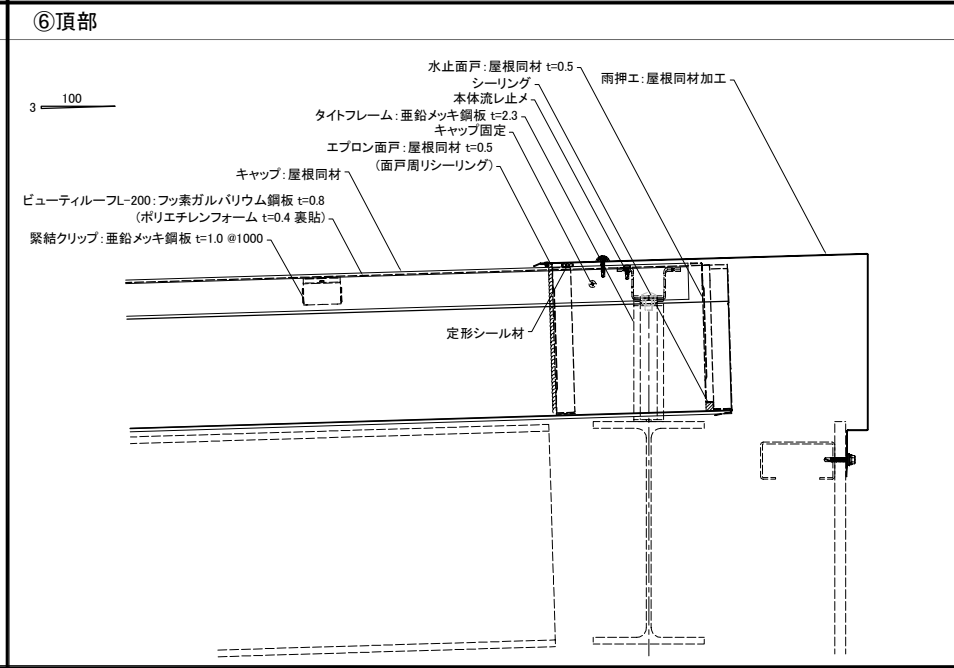 ⑥頂部
3
100
水止面戸:屋根同材 t=0.5
シーリング
本体流レ止メ
タイトフレーム:亜鉛メッキ鋼板 t=2.3
キャップ固定
エプロン面戸:屋根同材 t=0.5
(面戸周リシーリング)
キャップ:屋根同材
ビューティルーフL-200:フッ素ガルバリウム鋼板 t=0.8
(ポリエチレンフォーム t=0.4 裏貼)
緊結クリップ:亜鉛メッキ鋼板 t=1.0 @1000
雨押エ:屋根同材加工
定形シール材